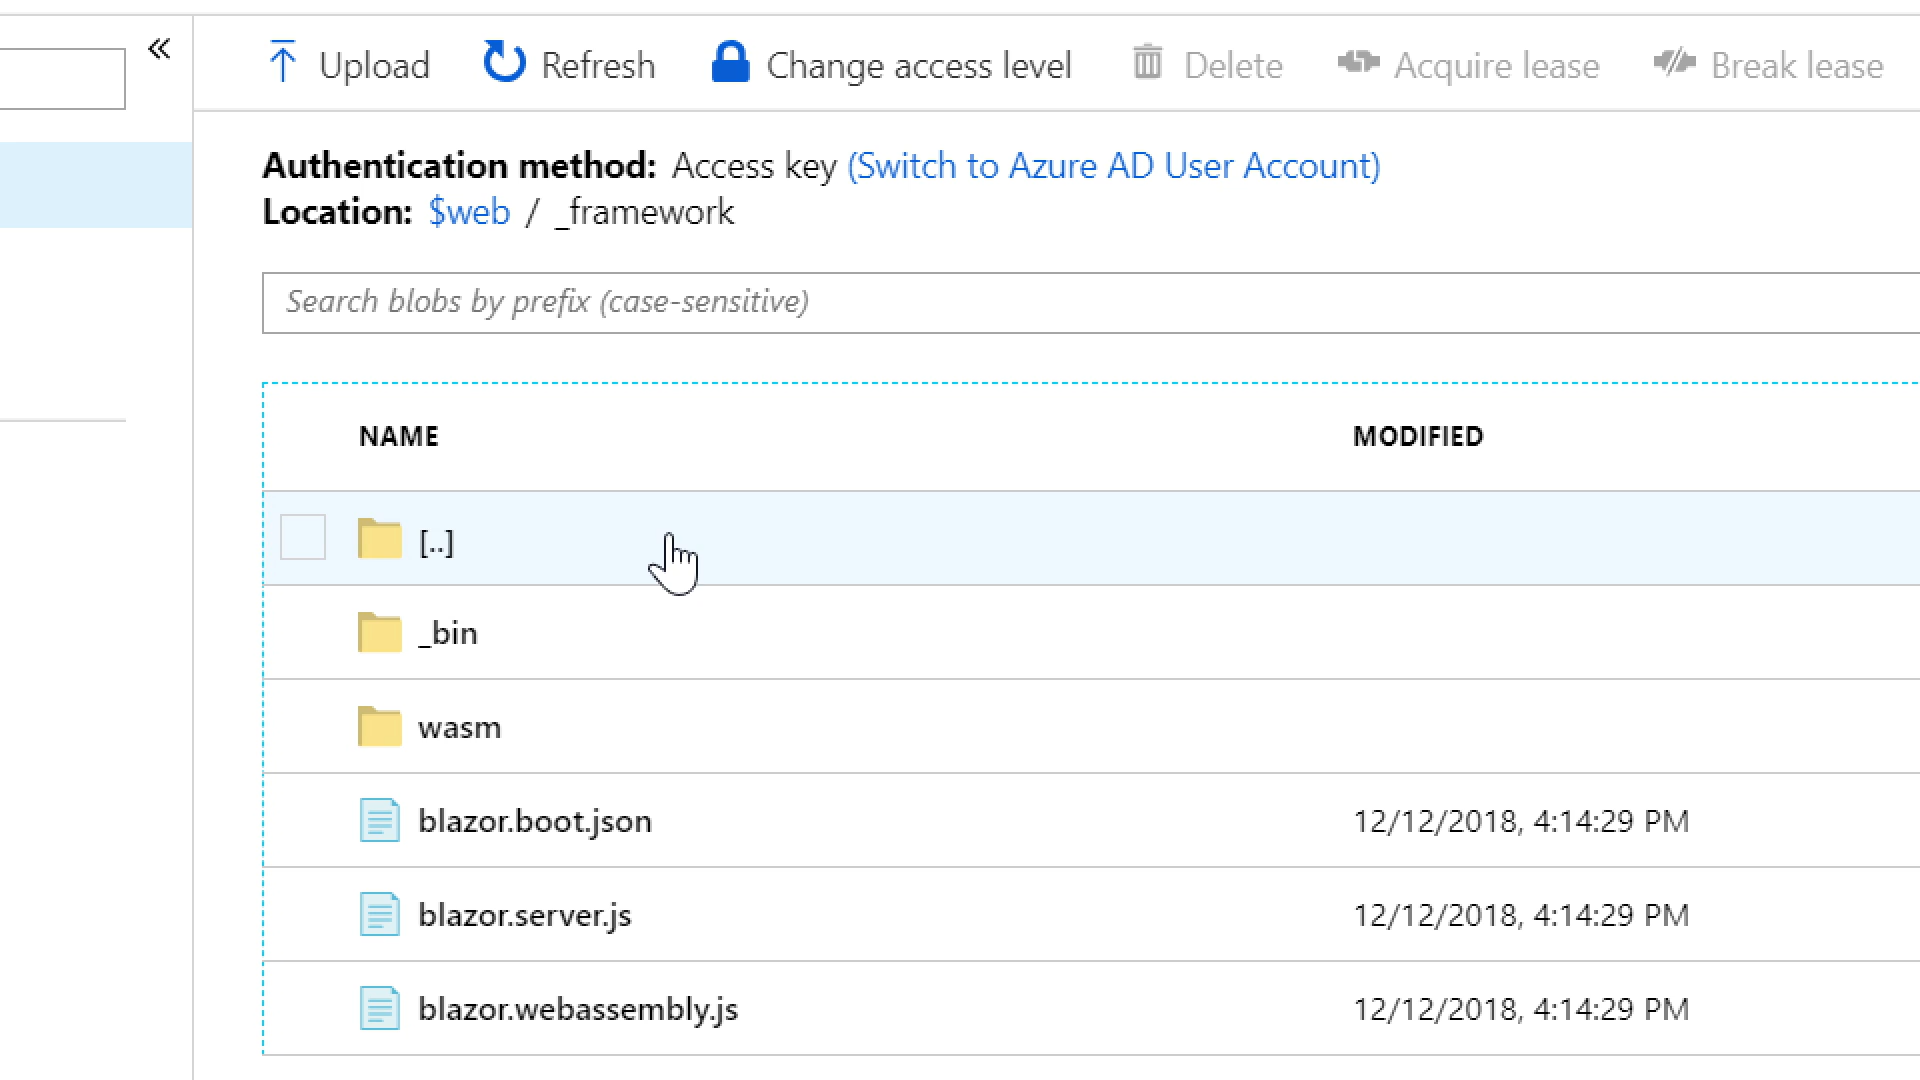 Upload Refresh Change access level Delete Acquire lease Break lease
Authentication method: Access key (Switch to Azure AD User Account)
Location: $web / _framework
Search blobs by prefix (case-sensitive)
NAME MODIFIED
[..]
_bin
wasm
blazor.boot.json 12/12/2018, 4:14:29 PM
blazor.server.js 12/12/2018, 4:14:29 PM
blazor.webassembly.js 12/12/2018, 4:14:29 PM